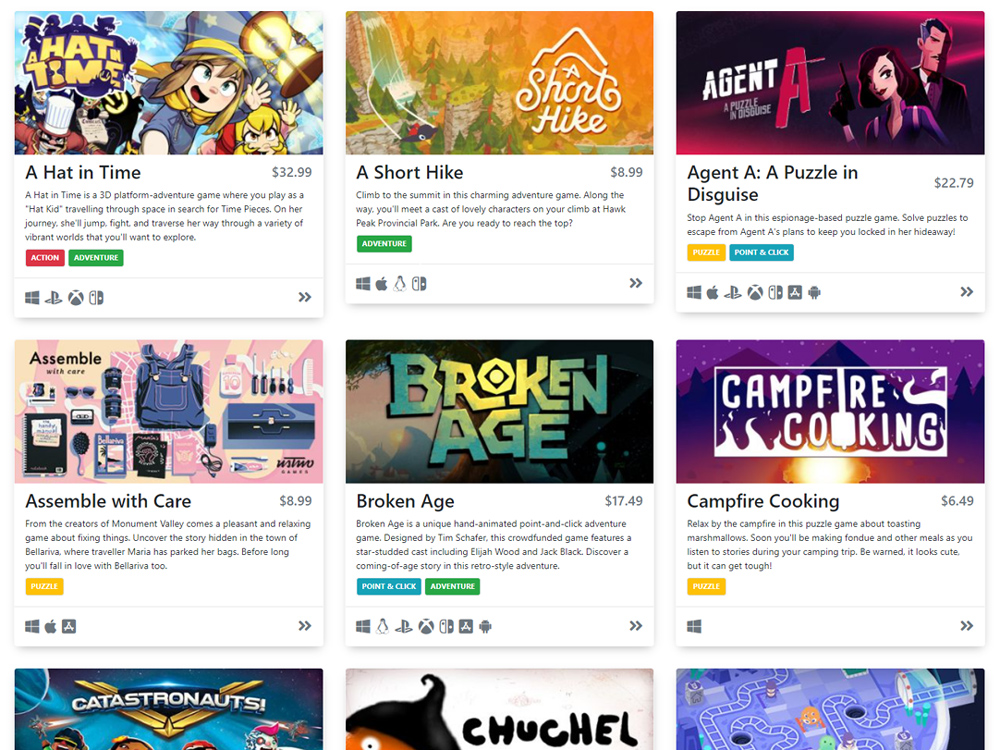 A HAT IN TIME
A Short Hike
AGENT A
A PUZZLE IN DISGUISE
A Hat in Time $32.99
A Hat in Time is a 3D platform-adventure game where you play as a
"Hat Kid" travelling through space in search for Time Pieces. On her
journey, she'll jump, fight, and traverse her way through a variety of
vibrant worlds that you'll want to explore.
ACTION ADVENTURE
A Short Hike $8.99
Climb to the summit in this charming adventure game. Along the
way, you'll meet a cast of lovely characters on your climb at Hawk
Peak Provincial Park. Are you ready to reach the top?
ADVENTURE
Agent A: A Puzzle in
Disguise $22.79
Stop Agent A in this espionage-based puzzle game. Solve puzzles to
escape from Agent A's plans to keep you locked in her hideaway!
PUZZLE POINT & CLICK
Assemble
with care
Bellariva
ustwo
GAMES
BROKEN
AGE
CAMPFIRE
COOKING
Assemble with Care $8.99
From the creators of Monument Valley comes a pleasant and relaxing
game about fixing things. Uncover the story hidden in the town of
Bellariva, where traveller Maria has parked her bags. Before long
you'll fall in love with Bellariva too.
PUZZLE
Broken Age $17.49
Broken Age is a unique hand-animated point-and-click adventure
game. Designed by Tim Schafer, this crowdfunded game features a
star-studded cast including Elijah Wood and Jack Black. Discover a
coming-of-age story in this retro-style adventure.
POINT & CLICK ADVENTURE
Campfire Cooking $6.49
Relax by the campfire in this puzzle game about toasting
marshmallows. Soon you'll be making fondue and other meals as you
listen to stories during your camping trip. Be warned, it looks cute,
but it can get tough!
PUZZLE
CATASTRONAUTS!
CHUCHEL